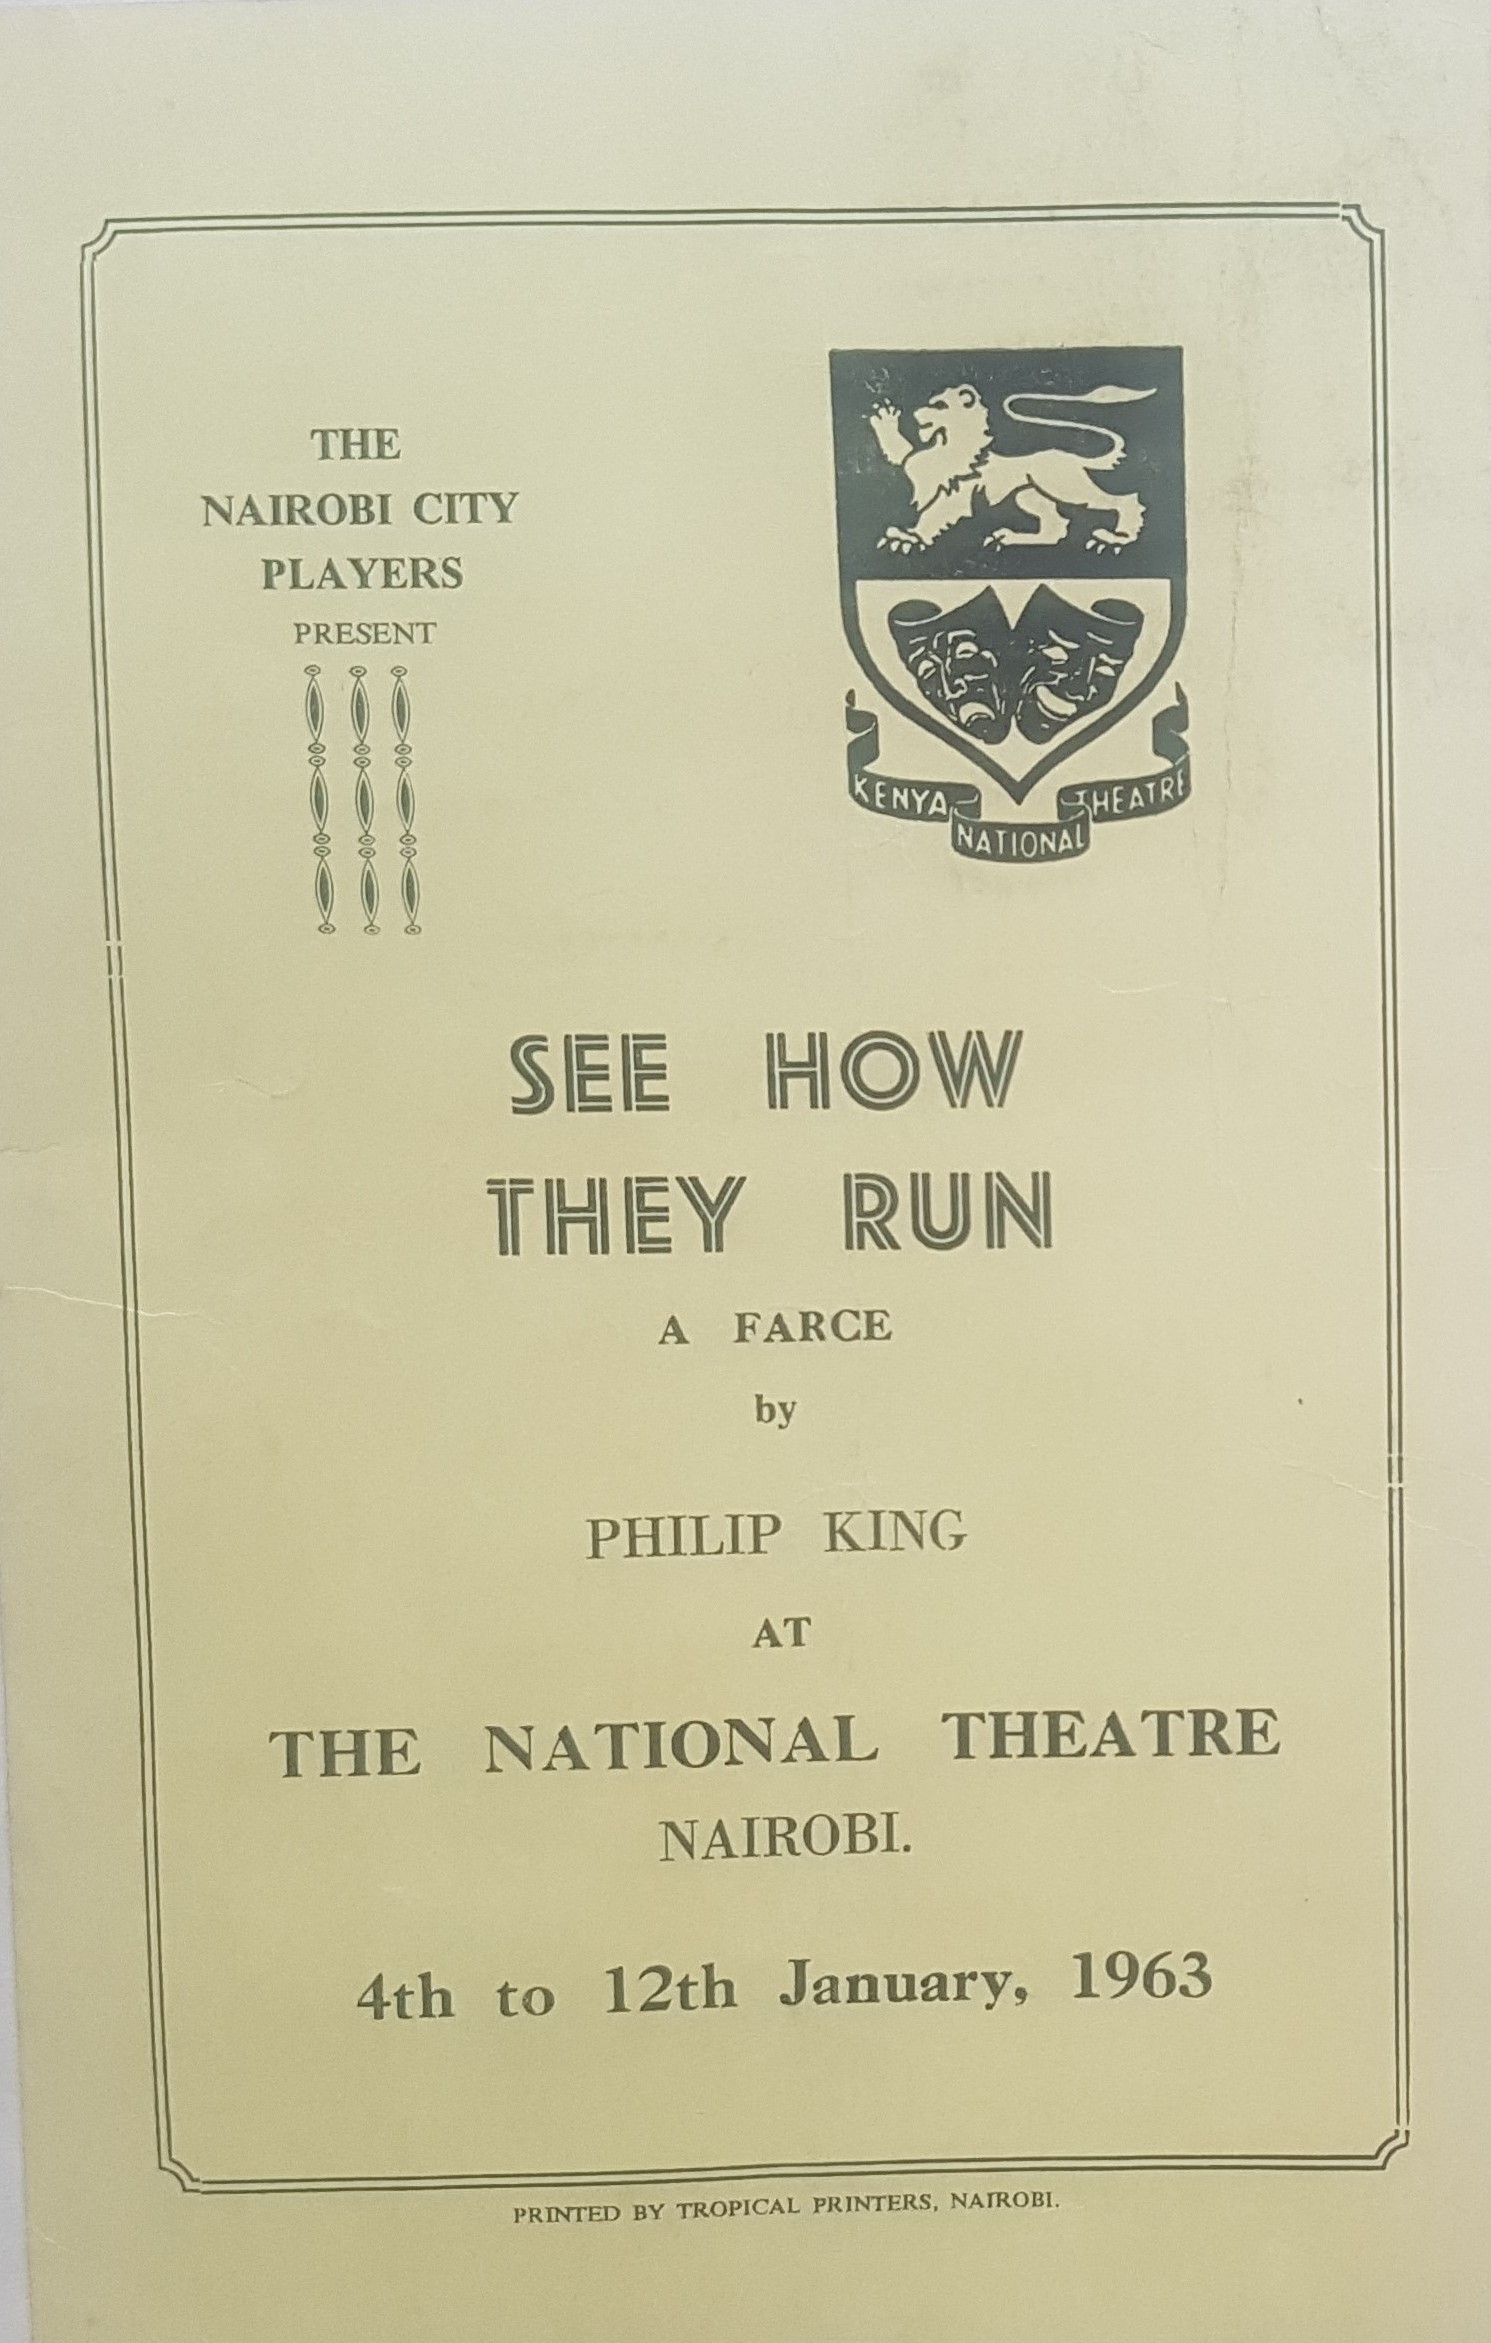 THE
NAIROBI CITY
PLAYERS
PRESENT
KENYA NATIONAL THEATRE
SEE HOW
THEY RUN
A FARCE
by
PHILIP KING
AT
THE NATIONAL THEATRE
NAIROBI.
4th to 12th January, 1963
PRINTED BY TROPICAL PRINTERS, NAIROBI.